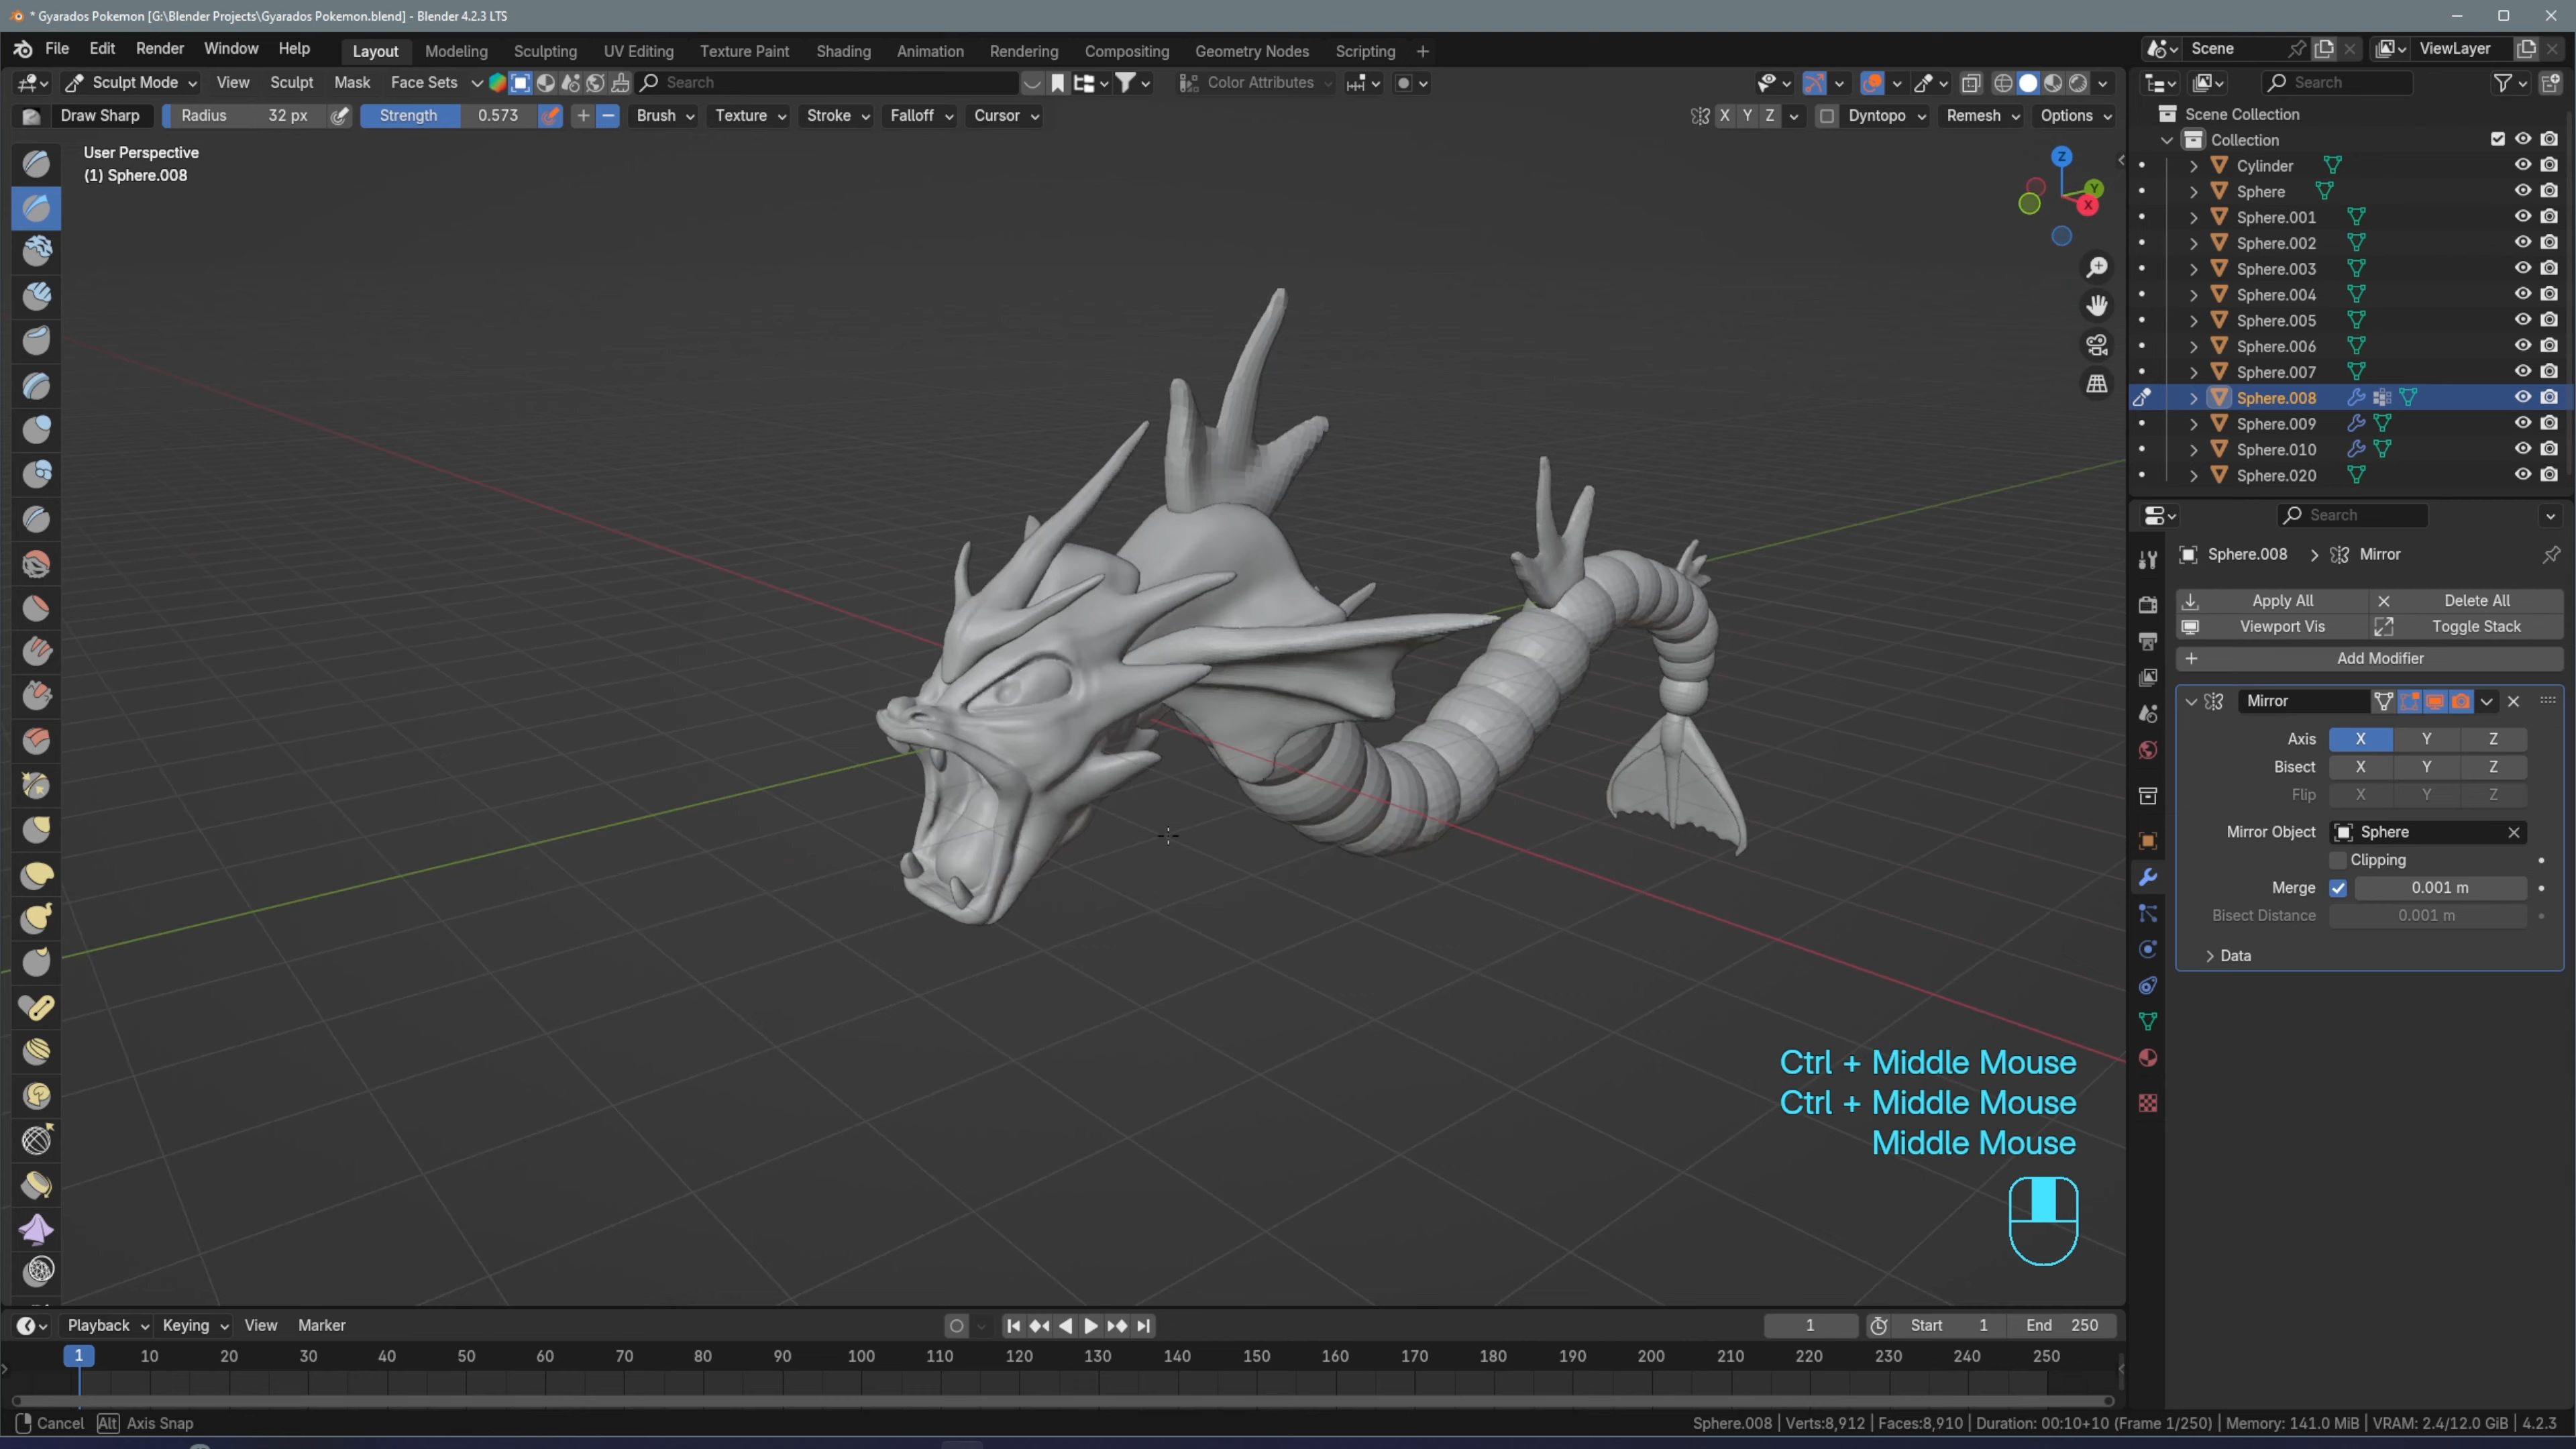 * Gyarados Pokemon [G:\Blender Projects\Gyarados Pokemon.blend] - Blender 4.2.3 LTS
File Edit Render Window Help Layout Modeling Sculpting UV Editing Texture Paint Shading Animation Rendering Compositing Geometry Nodes Scripting + Scene ViewLayer
Sculpt Mode View Sculpt Mask Face Sets Search Color Attributes Search
Draw Sharp Radius 32 px Strength 0.573 Brush Texture Stroke Falloff Cursor X Y Z Dyntopo Remesh Options
User Perspective
(1) Sphere.008
Z
Y
X
Scene Collection
Collection
Cylinder
Sphere
Sphere.001
Sphere.002
Sphere.003
Sphere.004
Sphere.005
Sphere.006
Sphere.007
Sphere.008
Sphere.009
Sphere.010
Sphere.020
Search
Sphere.008 > Mirror
Apply All Delete All
Viewport Vis Toggle Stack
Add Modifier
Mirror
Axis X Y Z
Bisect X Y Z
Flip X Y Z
Mirror Object Sphere
Clipping
Merge 0.001 m
Bisect Distance 0.001 m
Data
Ctrl + Middle Mouse
Ctrl + Middle Mouse
Middle Mouse
Playback Keying View Marker 1 Start 1 End 250
1 10 20 30 40 50 60 70 80 90 100 110 120 130 140 150 160 170 180 190 200 210 220 230 240 250
Cancel Alt Axis Snap Sphere.008 | Verts:8,912 | Faces:8,910 | Duration: 00:10+10 (Frame 1/250) | Memory: 141.0 MiB | VRAM: 2.4/12.0 GiB | 4.2.3